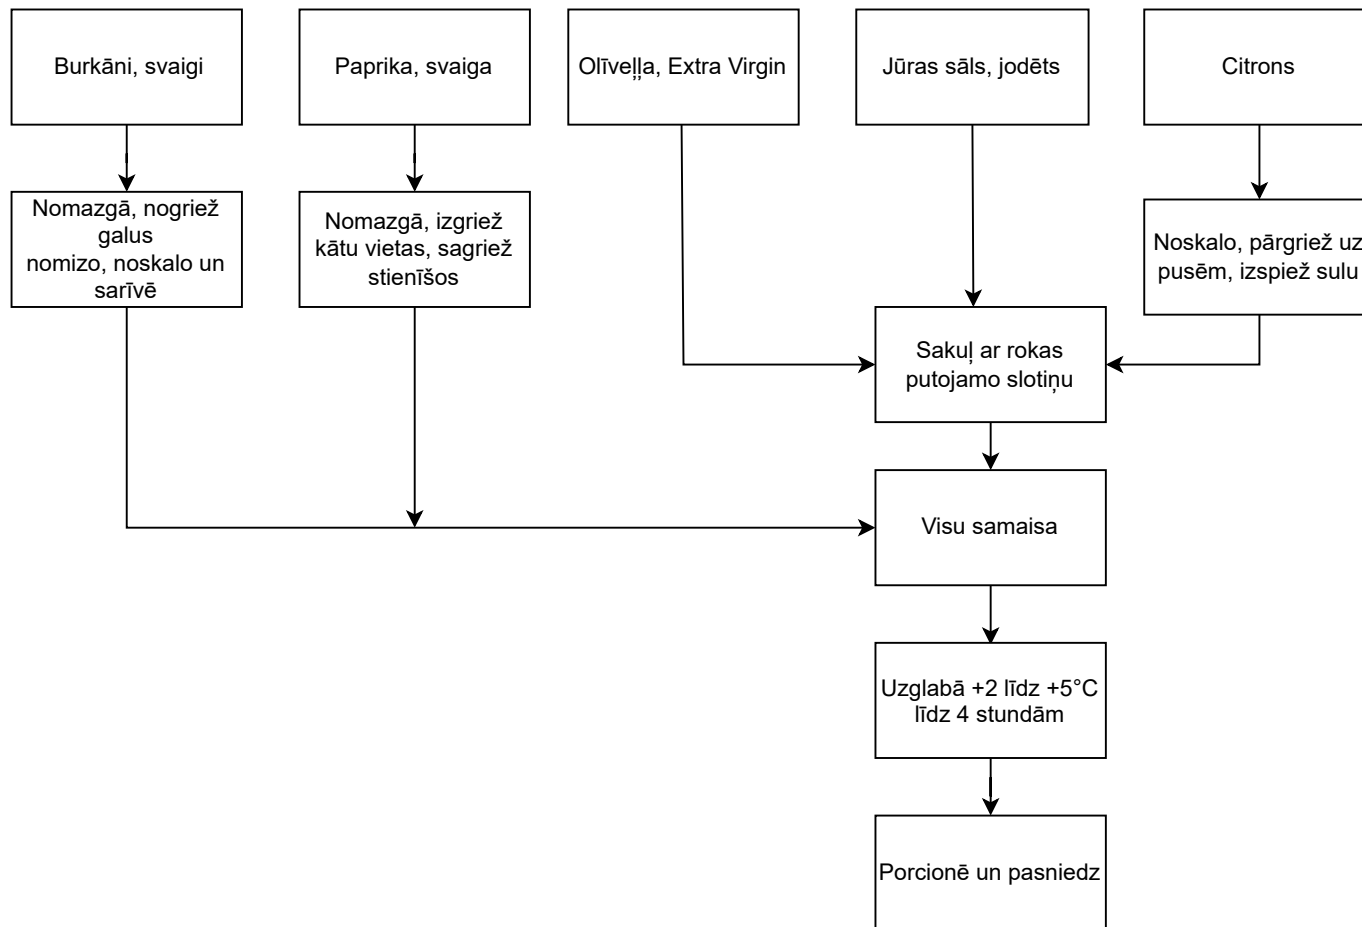 Burkāni, svaigi
Paprika, svaiga
Olīveļļa, Extra Virgin
Jūras sāls, jodēts
Citrons
Nomazgā, nogriež
galus
nomizo, noskalo un
sarīvē
Nomazgā, izgriež
kātu vietas, sagriež
stienīšos
Noskalo, pārgriež uz
pusēm, izspiež sulu
Sakuļ ar rokas
putojamo slotiņu
Visu samaisa
Uzglabā +2 līdz +5°C
līdz 4 stundām
Porcionē un pasniedz